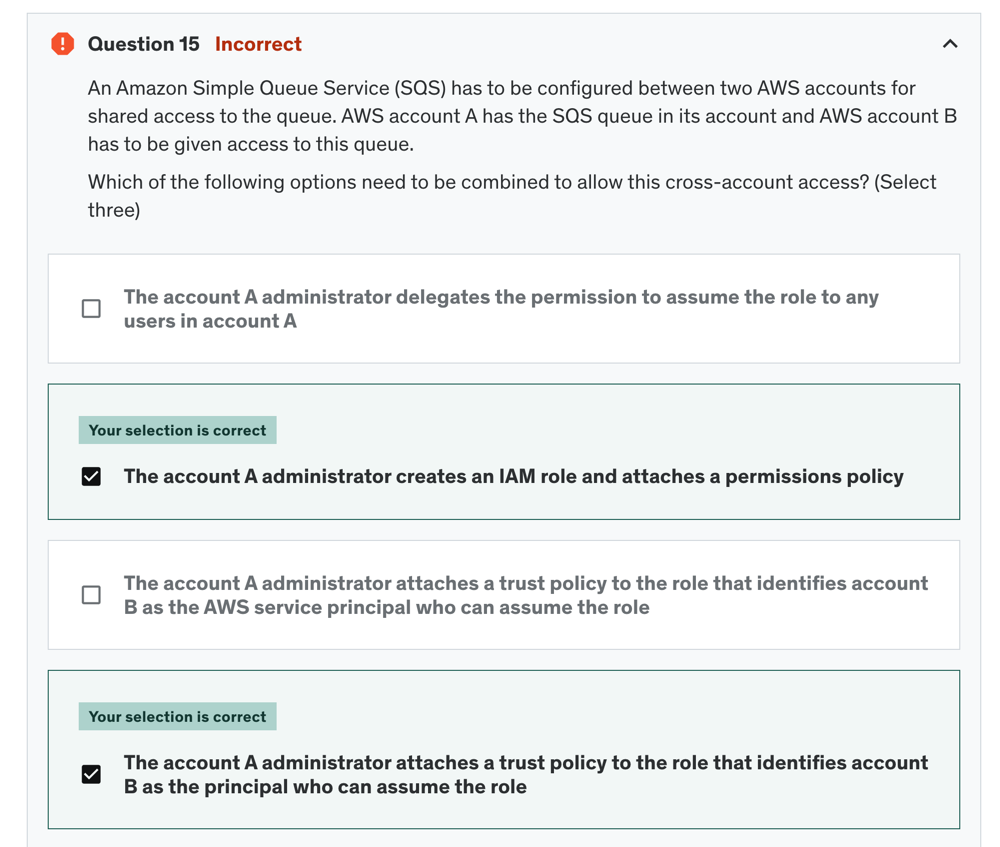 Question 15 Incorrect
An Amazon Simple Queue Service (SQS) has to be configured between two AWS accounts for
shared access to the queue. AWS account A has the SQS queue in its account and AWS account B
has to be given access to this queue.
Which of the following options need to be combined to allow this cross-account access? (Select
three)
The account A administrator delegates the permission to assume the role to any
users in account A
Your selection is correct
The account A administrator creates an IAM role and attaches a permissions policy
The account A administrator attaches a trust policy to the role that identifies account
B as the AWS service principal who can assume the role
Your selection is correct
The account A administrator attaches a trust policy to the role that identifies account
B as the principal who can assume the role